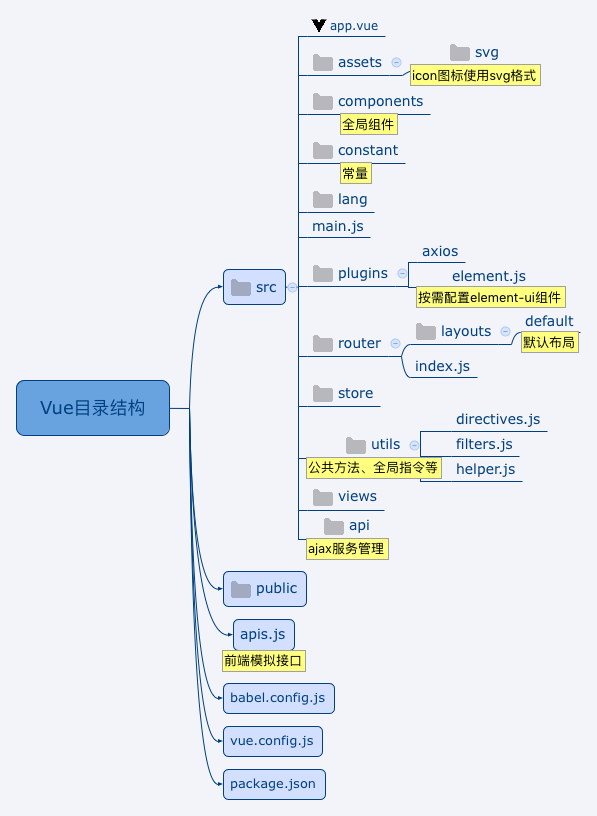 Vue目录结构
src
app.vue
assets
svg
icon图标使用svg格式
components
全局组件
constant
常量
lang
main.js
plugins
axios
element.js
按需配置element-ui组件
router
layouts
default
默认布局
index.js
store
utils
公共方法、全局指令等
directives.js
filters.js
helper.js
views
api
ajax服务管理
public
apis.js
前端模拟接口
babel.config.js
vue.config.js
package.json